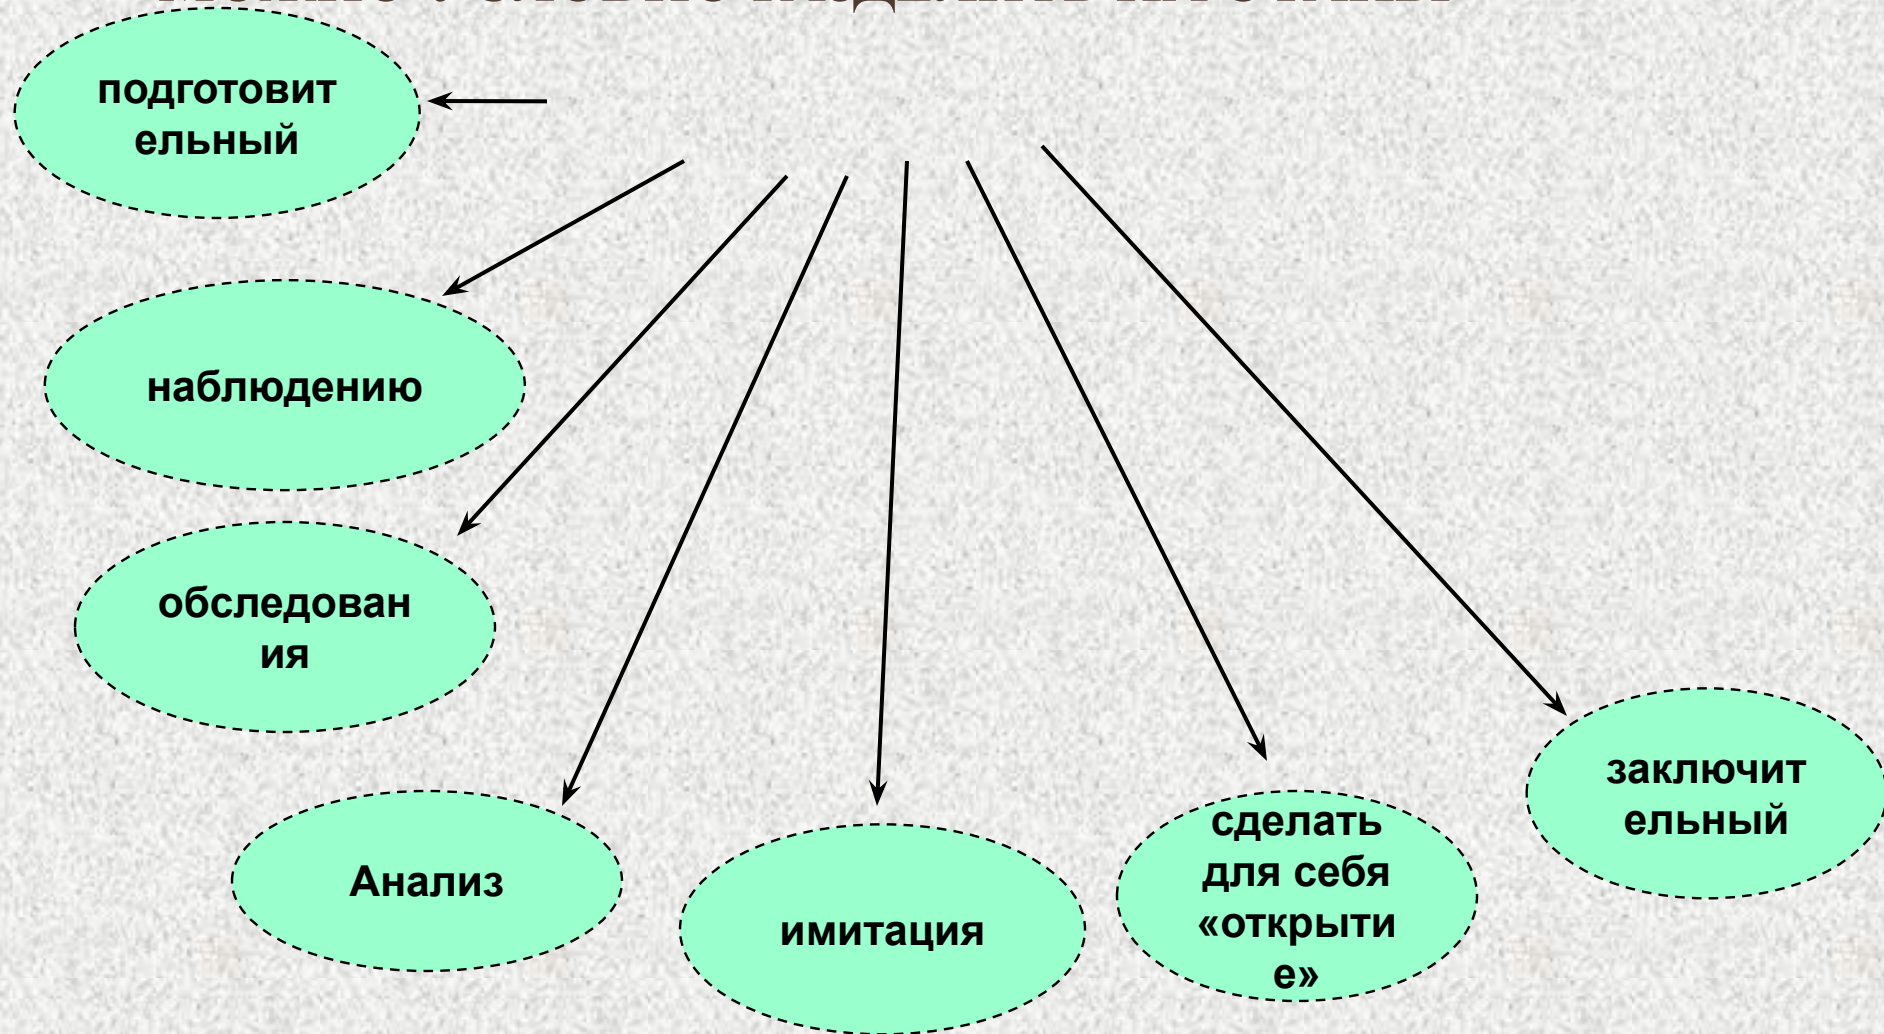 подготовит
ельный
наблюдению
обследован
ия
Анализ
имитация
сделать
для себя
«открыти
е»
заключит
ельный